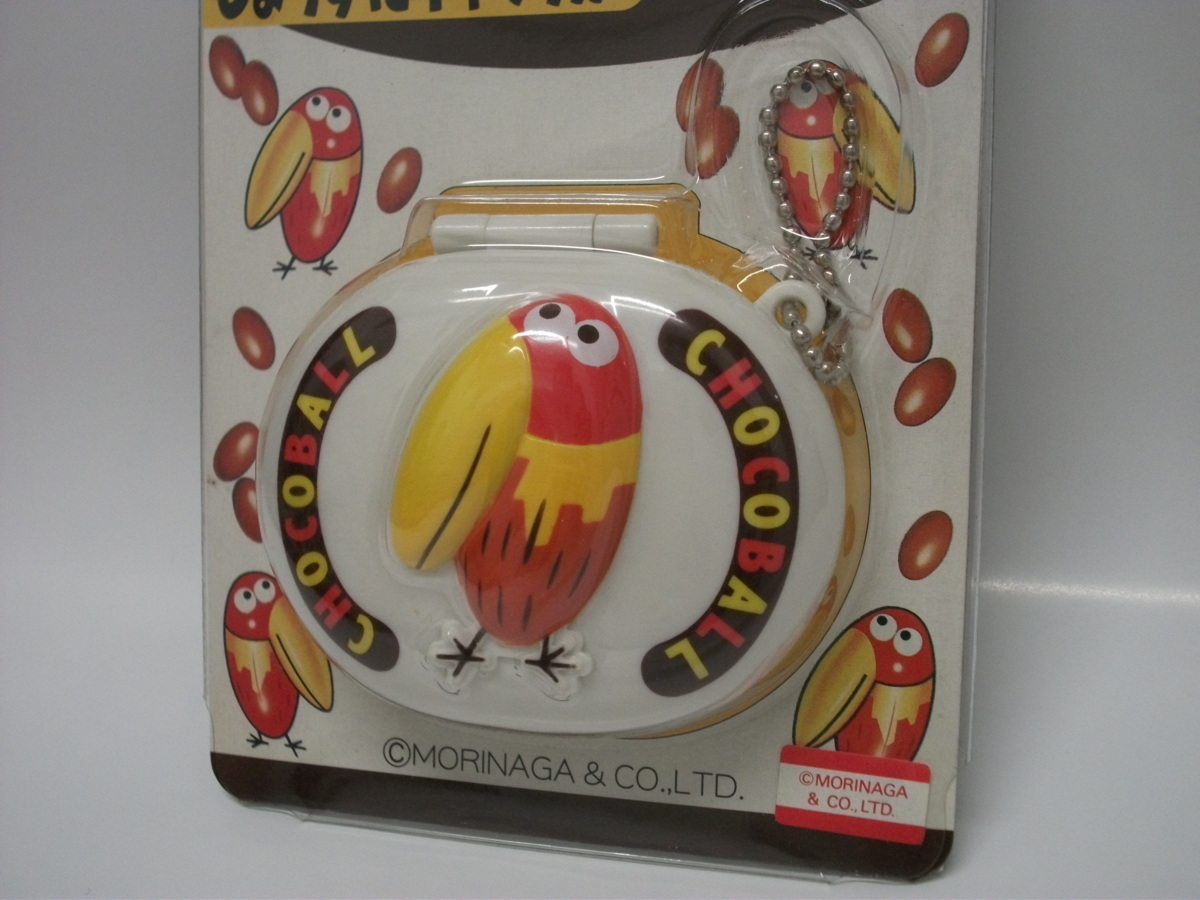 CHOCOBALL
CHOCOBALL
©MORINAGA & CO.,LTD.
©MORINAGA
& CO., LTD.